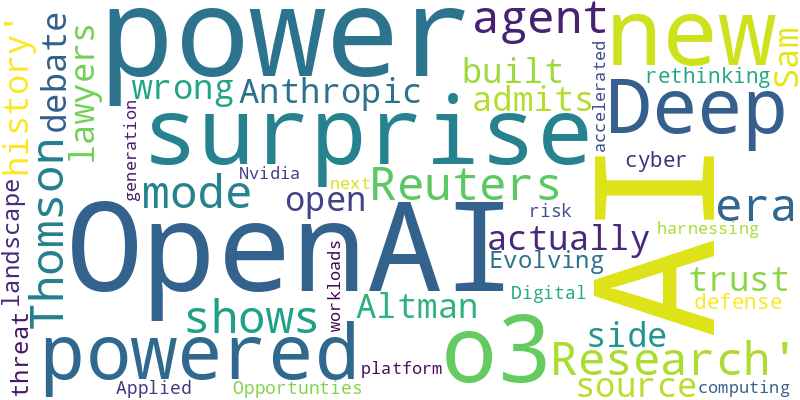 power
agent
new
Sam
history'
debate
lawyers
wrong
Anthropic
built
admits
rethinking
accelerated
Deep
surprise
generation
Nvidia
next
Reuters
cyber
AI
era
Thomson
mode
open
risk
harnessing
landscape
OpenAI
actually
Evolving
trust
workloads
Altman
Digital
defense
threat
shows
side
powered
o3
Research'
platform
Applied
Opportunties
source
computing